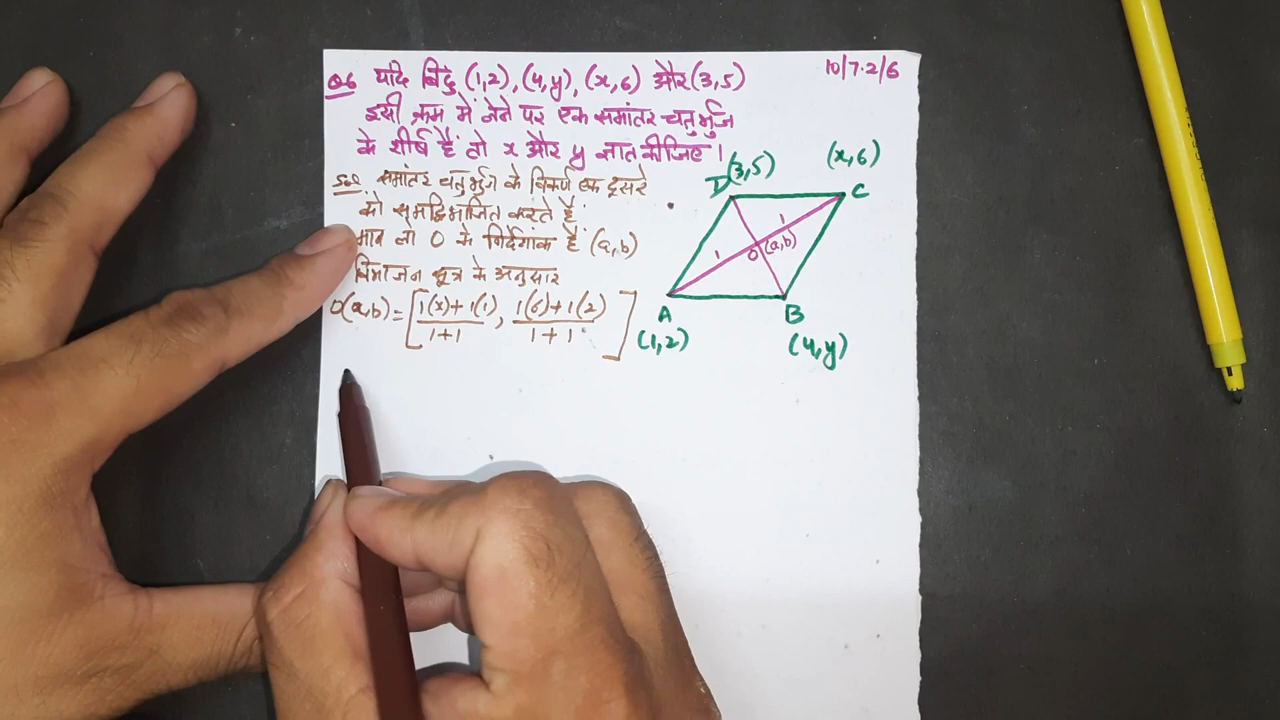 Q6 यदि बिंदु (1,2), (4,y), (x,6) और (3,5)
10/7.2/6
इसी क्रम में लेने पर एक समांतर चतुर्भुज
के शीर्ष हैं तो x और y ज्ञात कीजिए।
Sol समांतर चतुर्भुज के विकर्ण एक दूसरे
को समद्विभाजित करते हैं
मान लो O के निर्देशांक हैं (a,b)
विभाजन सूत्र के अनुसार
O(a,b) = [1(x)+1(1)/1+1, 1(6)+1(2)/1+1]
D (3,5)
(x,6)
C
1
1
O (a,b)
A
B
(1,2)
(4,y)